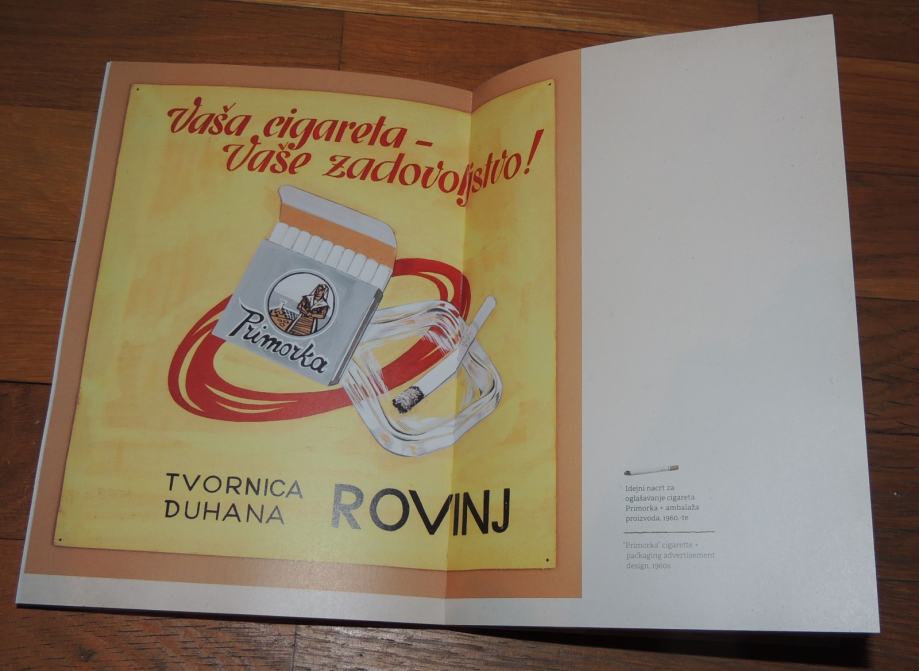 Vaša cigareta –
Vaše zadovoljstvo!
Primorka
TVORNICA
DUHANA
ROVINJ
Idejni nacrt za
oglašavanje cigareta
Primorka + ambalaža
proizvoda, 1960.-te
"Primorka" cigarette +
packaging advertisement
design, 1960s